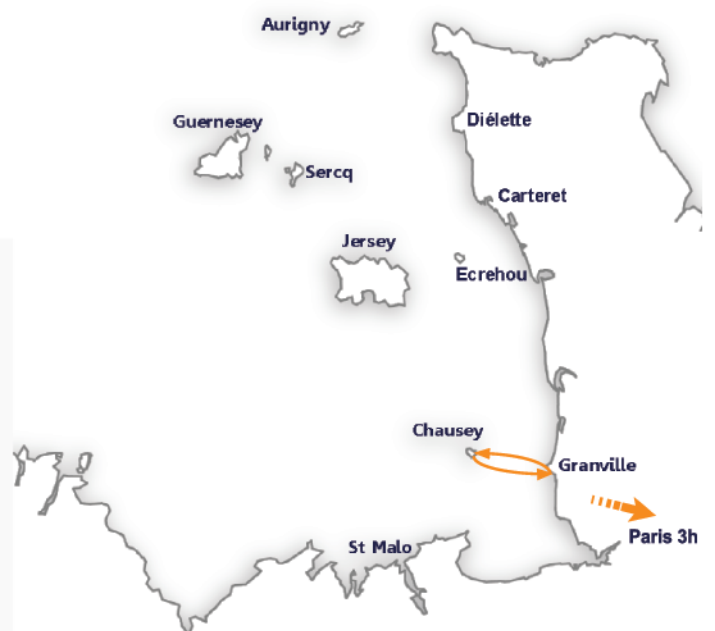 Aurigny
Guernesey
Diélette
Sercq
Carteret
Jersey
Ecrehou
Chausey
Granville
Paris 3h
St Malo